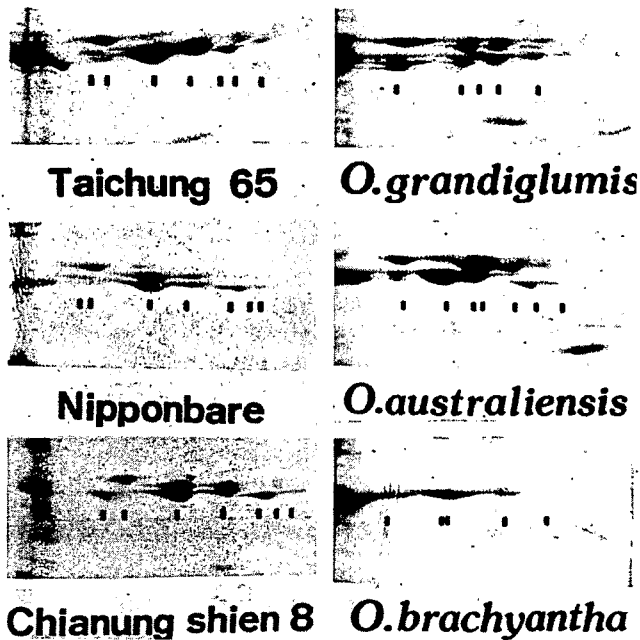 Taichung 65
O.grandiglumis
Nipponbare
O.australiensis
Chianung shien 8
O.brachyantha